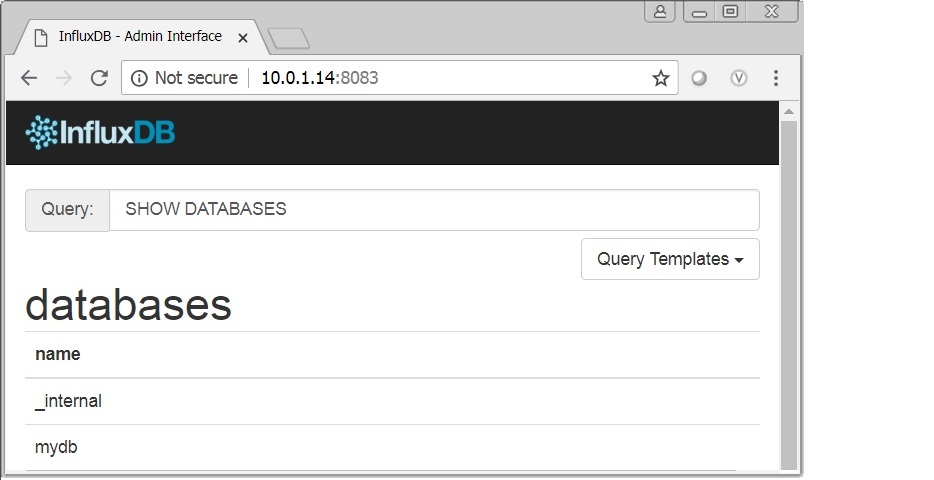 InfluxDB - Admin Interface
Not secure 10.0.1.14:8083
V
InfluxDB
Query: SHOW DATABASES
Query Templates
databases
name
_internal
mydb